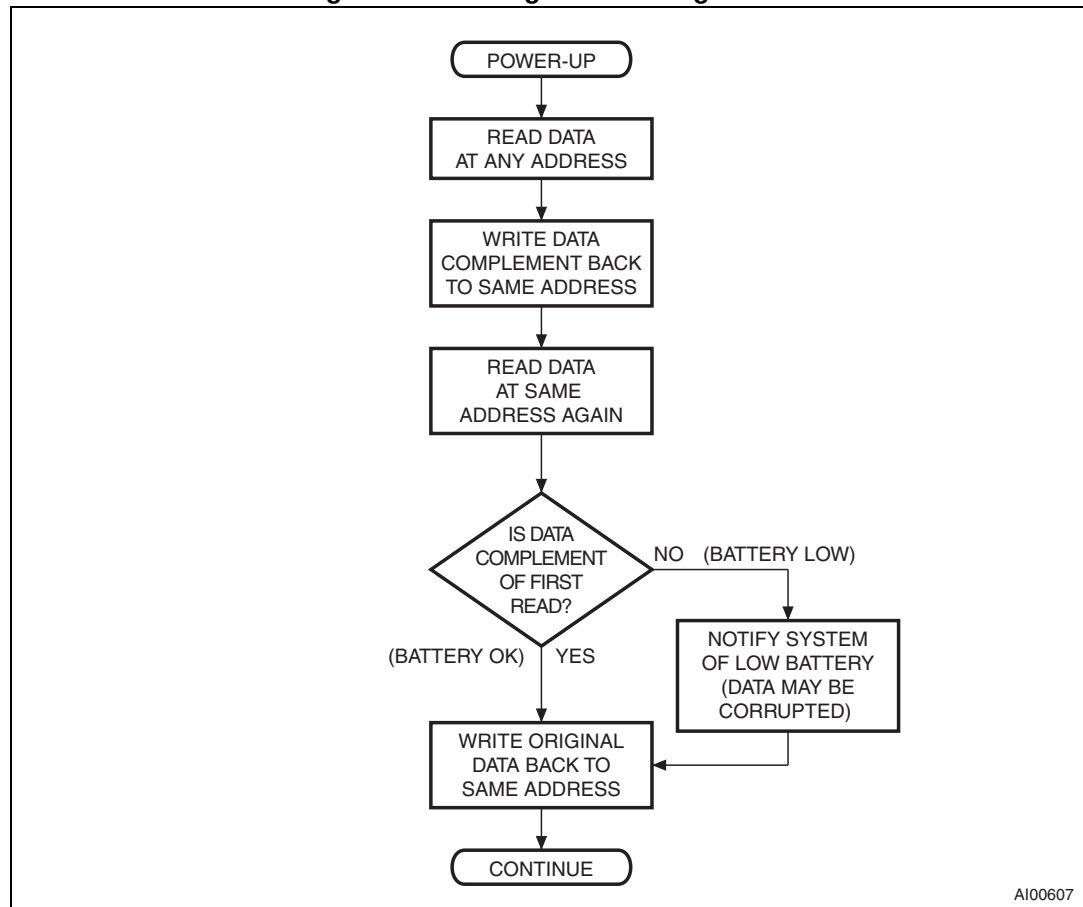 POWER-UP
READ DATA
AT ANY ADDRESS
WRITE DATA
COMPLEMENT BACK
TO SAME ADDRESS
READ DATA
AT SAME
ADDRESS AGAIN
IS DATA
COMPLEMENT
OF FIRST
READ?
NO (BATTERY LOW)
(BATTERY OK) YES
NOTIFY SYSTEM
OF LOW BATTERY
(DATA MAY BE
CORRUPTED)
WRITE ORIGINAL
DATA BACK TO
SAME ADDRESS
CONTINUE
AI00607